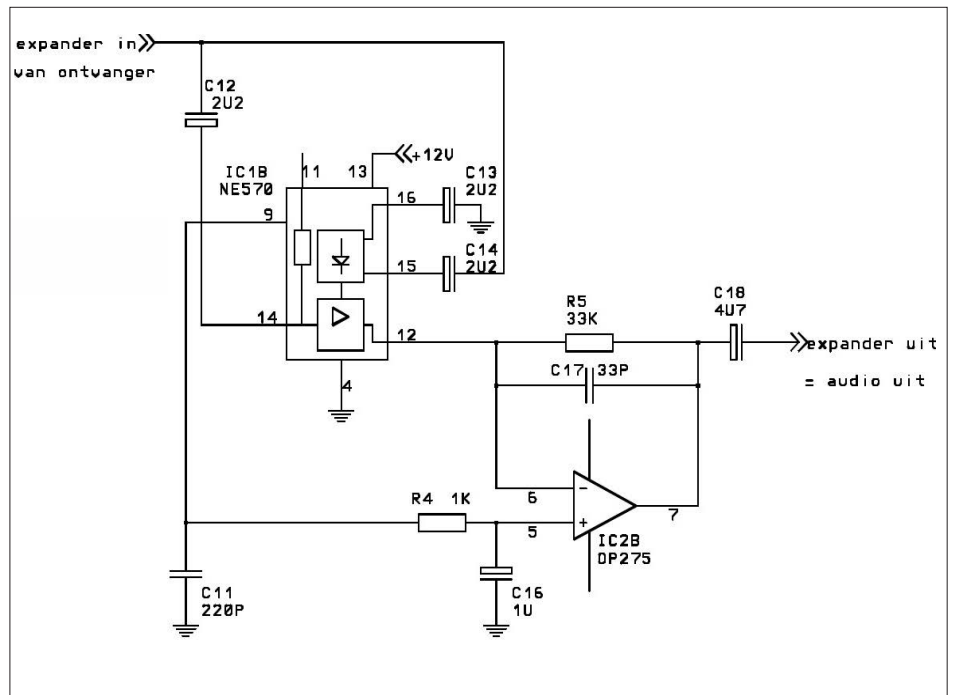 expander in
van ontvanger
C12
2U2
+12V
IC1B
NE570
11
13
C13
2U2
16
9
C14
2U2
15
14
12
4
R5
33K
C18
4U7
expander uit
= audio uit
C17 33P
6
R4 1K
5
7
IC2B
OP275
C11
220P
C16
1U